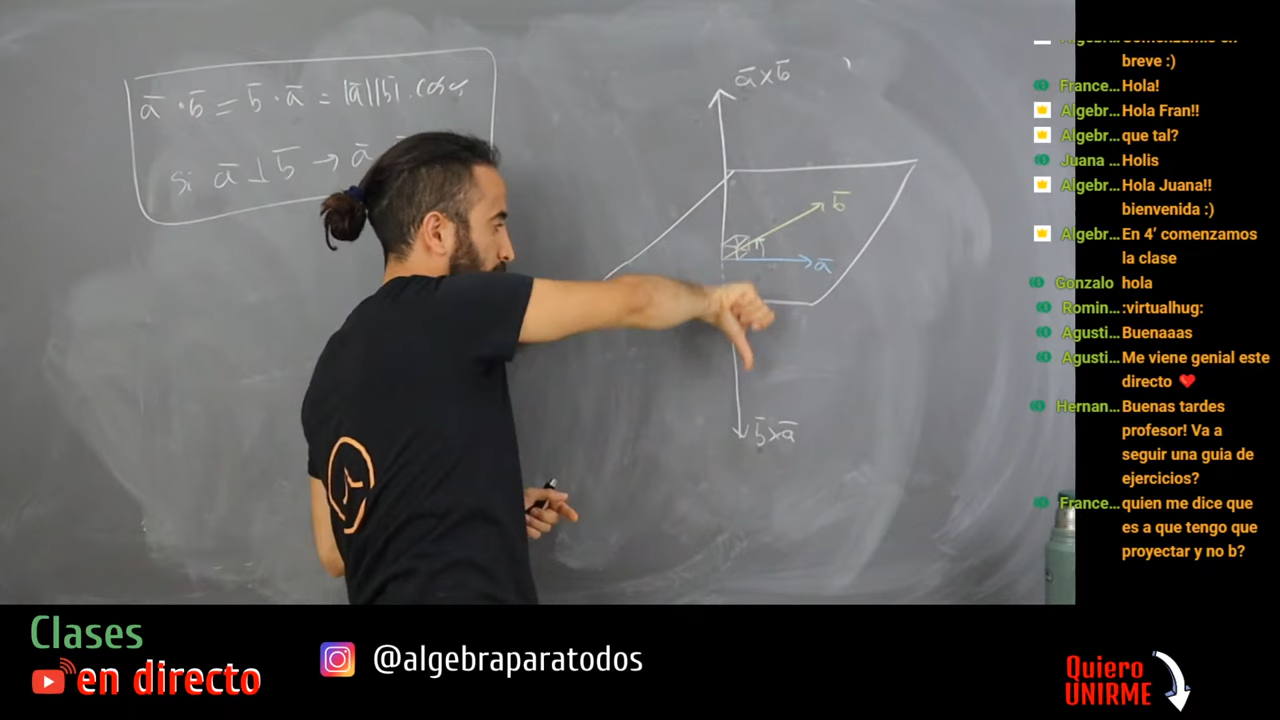 ā · b̄ = b̄ · ā = |ā||b̄| . cos α
Si ā ⊥ b̄ → ā
ā x b̄
b̄
ā
b̄ x ā
breve :)
France... Hola!
Algebr... Hola Fran!!
Algebr... que tal?
Juana ... Holis
Algebr... Hola Juana!!
bienvenida :)
Algebr... En 4' comenzamos
la clase
Gonzalo hola
Romin... :virtualhug:
Agusti... Buenaaas
Agusti... Me viene genial este
directo ❤
Hernan... Buenas tardes
profesor! Va a
seguir una guia de
ejercicios?
France... quien me dice que
es a que tengo que
proyectar y no b?
Clases
en directo
@algebraparatodos
Quiero
UNIRME